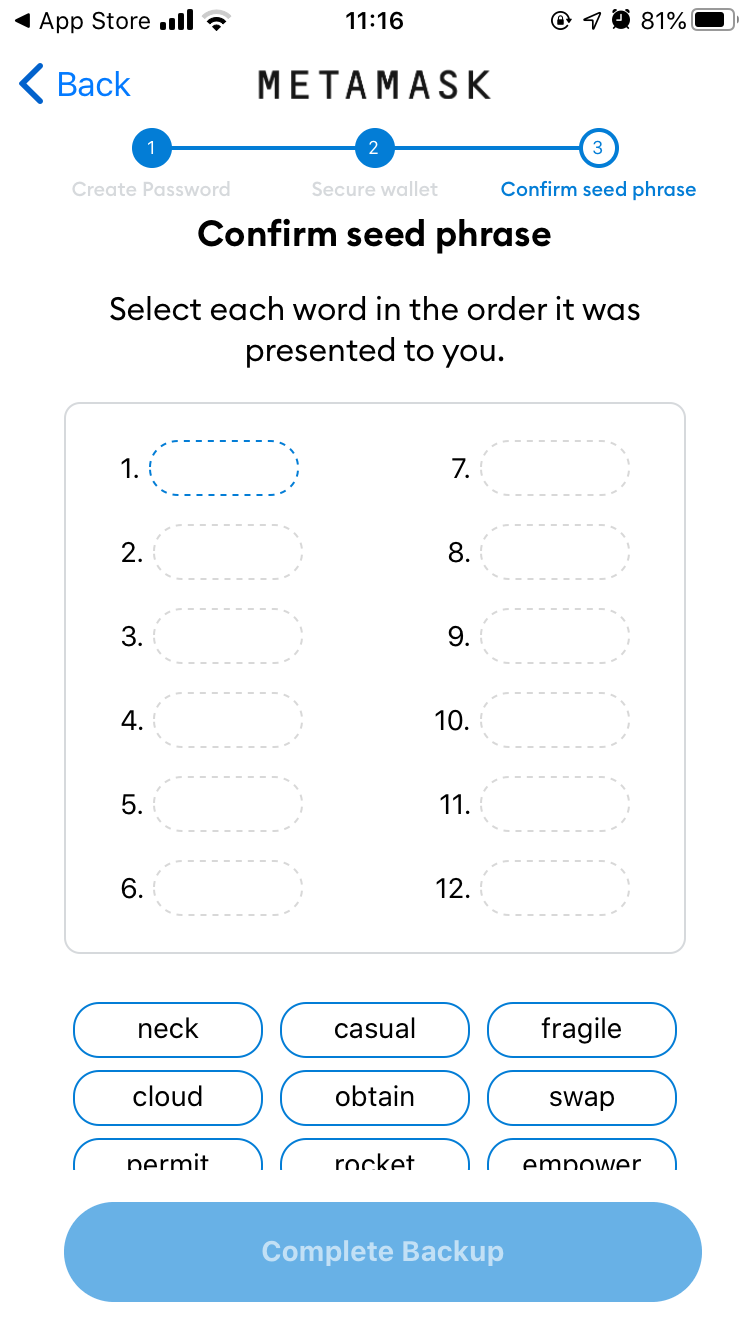 App Store 11:16 81%
Back METAMASK
1 2 3
Create Password Secure wallet Confirm seed phrase
Confirm seed phrase
Select each word in the order it was
presented to you.
1. 7.
2. 8.
3. 9.
4. 10.
5. 11.
6. 12.
neck casual fragile
cloud obtain swap
permit rocket empower
Complete Backup